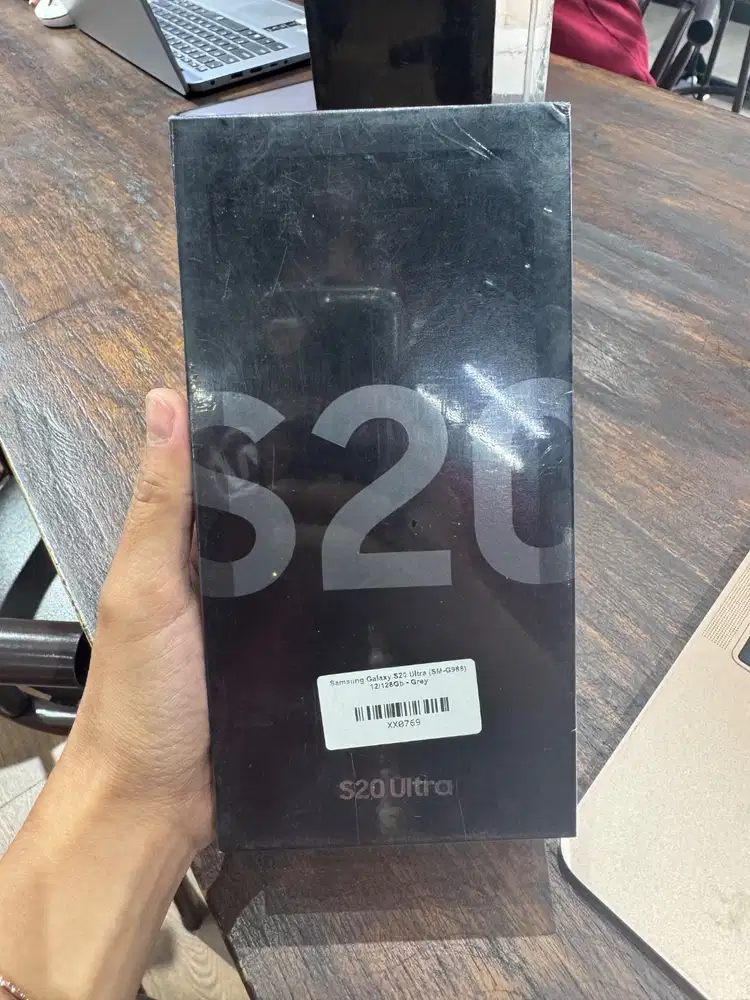 S20
Samsung Galaxy S20 Ultra (SM-G988)
12/128Gb - Grey
XX0769
S20 Ultra